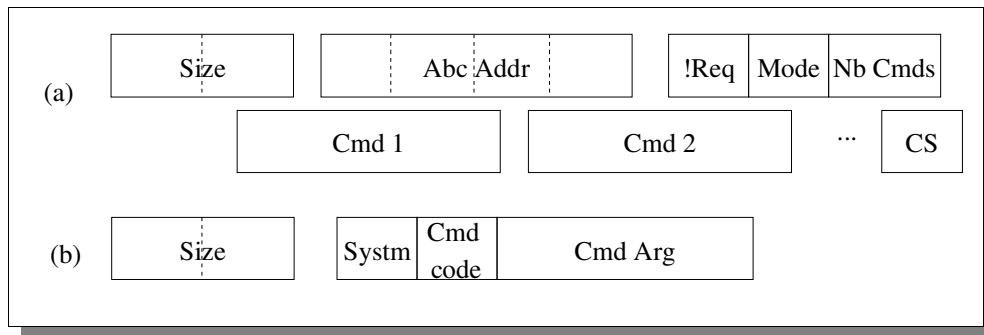 Size Abc Addr !Req Mode Nb Cmds
(a)
Cmd 1 Cmd 2 ... CS
(b) Size Systm Cmd code Cmd Arg